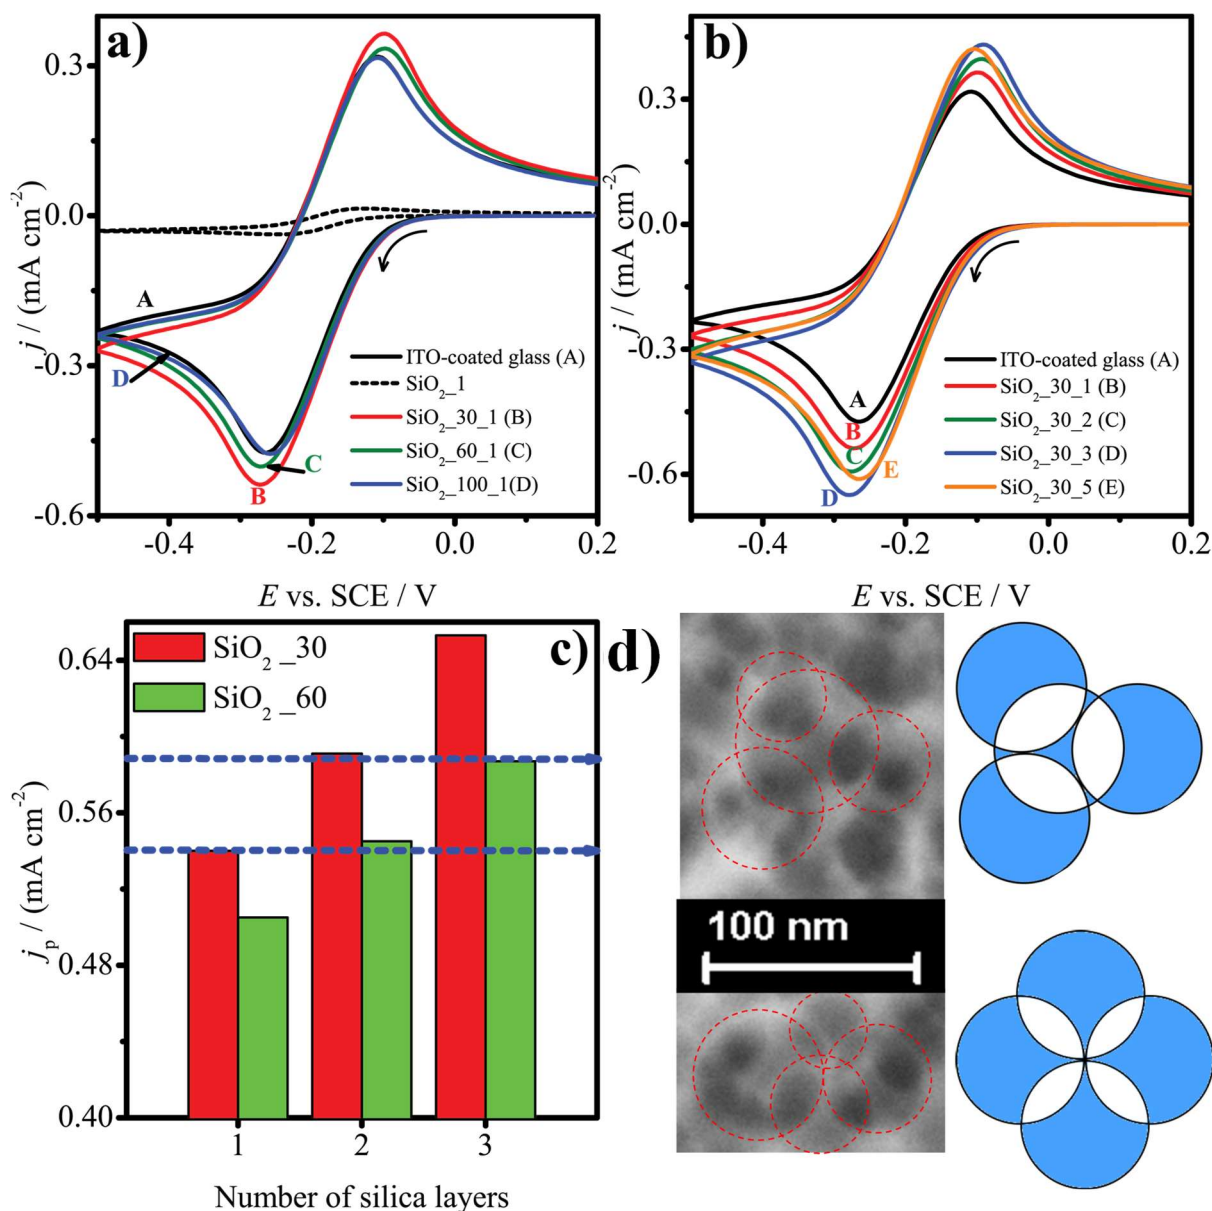 a)
0.3
0.0
-0.3
-0.6
j / (mA cm⁻²)
A
D
C
B
ITO-coated glass (A)
SiO₂_1
SiO₂_30_1 (B)
SiO₂_60_1 (C)
SiO₂_100_1(D)
-0.4 -0.2 0.0 0.2
E vs. SCE / V
b)
0.3
0.0
-0.3
-0.6
j / (mA cm⁻²)
A
B
C
E
D
ITO-coated glass (A)
SiO₂_30_1 (B)
SiO₂_30_2 (C)
SiO₂_30_3 (D)
SiO₂_30_5 (E)
-0.4 -0.2 0.0 0.2
E vs. SCE / V
c)
SiO₂ _30
SiO₂ _60
0.64
0.56
0.48
0.40
jₚ / (mA cm⁻²)
1 2 3
Number of silica layers
d)
100 nm